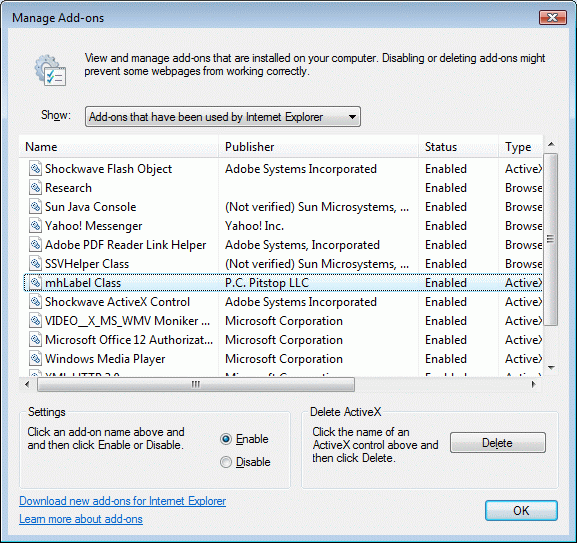 Manage Add-ons
View and manage add-ons that are installed on your computer. Disabling or deleting add-ons might
prevent some webpages from working correctly.
Show: Add-ons that have been used by Internet Explorer
Name Publisher Status Type
Shockwave Flash Object Adobe Systems Incorporated Enabled ActiveX
Research Enabled Browse
Sun Java Console (Not verified) Sun Microsystems, ... Enabled Browse
Yahoo! Messenger Yahoo! Inc. Enabled Browse
Adobe PDF Reader Link Helper Adobe Systems, Incorporated Enabled Browse
SSVHelper Class (Not verified) Sun Microsystems, ... Enabled Browse
mhLabel Class P.C. Pitstop LLC Enabled ActiveX
Shockwave ActiveX Control Adobe Systems Incorporated Enabled ActiveX
VIDEO__X_MS_WMV Moniker ... Microsoft Corporation Enabled ActiveX
Microsoft Office 12 Authorizat... Microsoft Corporation Enabled ActiveX
Windows Media Player Microsoft Corporation Enabled ActiveX
Settings
Click an add-on name above and
and then click Enable or Disable.
Enable
Disable
Delete ActiveX
Click the name of an
ActiveX control above and
then click Delete.
Delete
Download new add-ons for Internet Explorer
Learn more about add-ons
OK